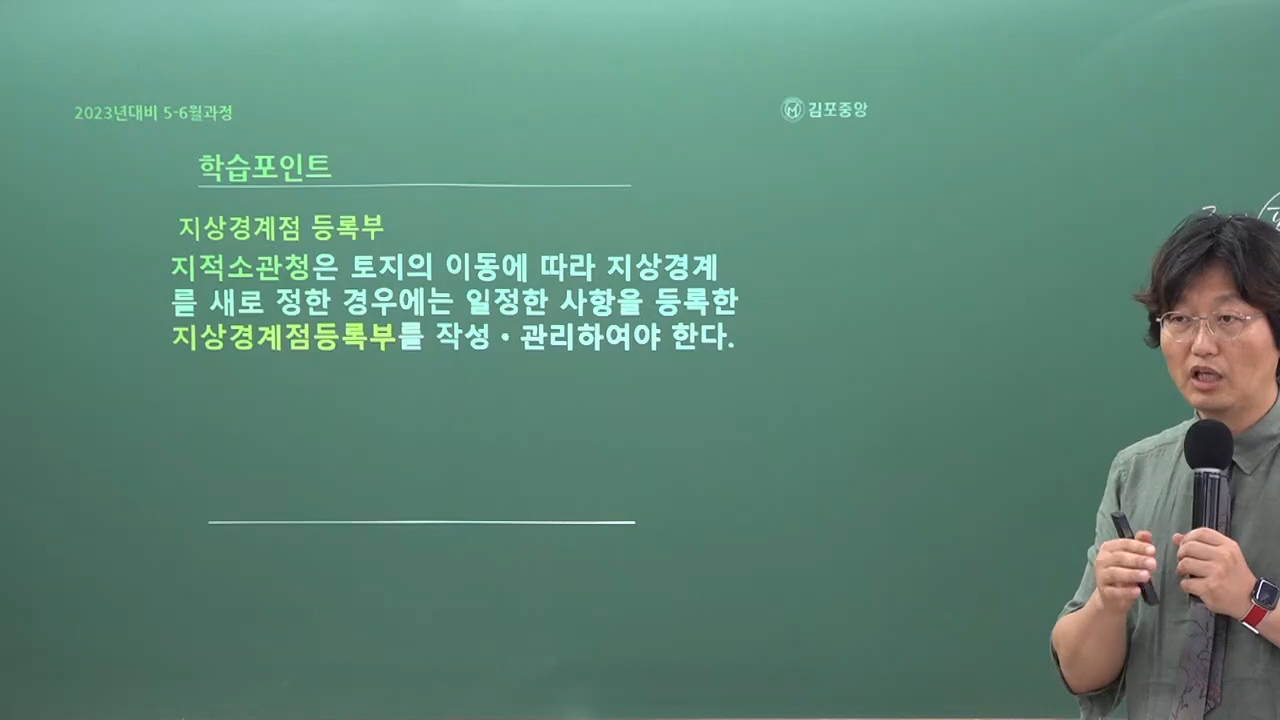 2023년대비 5-6월과정
김포중앙
학습포인트
지상경계점 등록부
지적소관청은 토지의 이동에 따라 지상경계
를 새로 정한 경우에는 일정한 사항을 등록한
지상경계점등록부를 작성•관리하여야 한다.